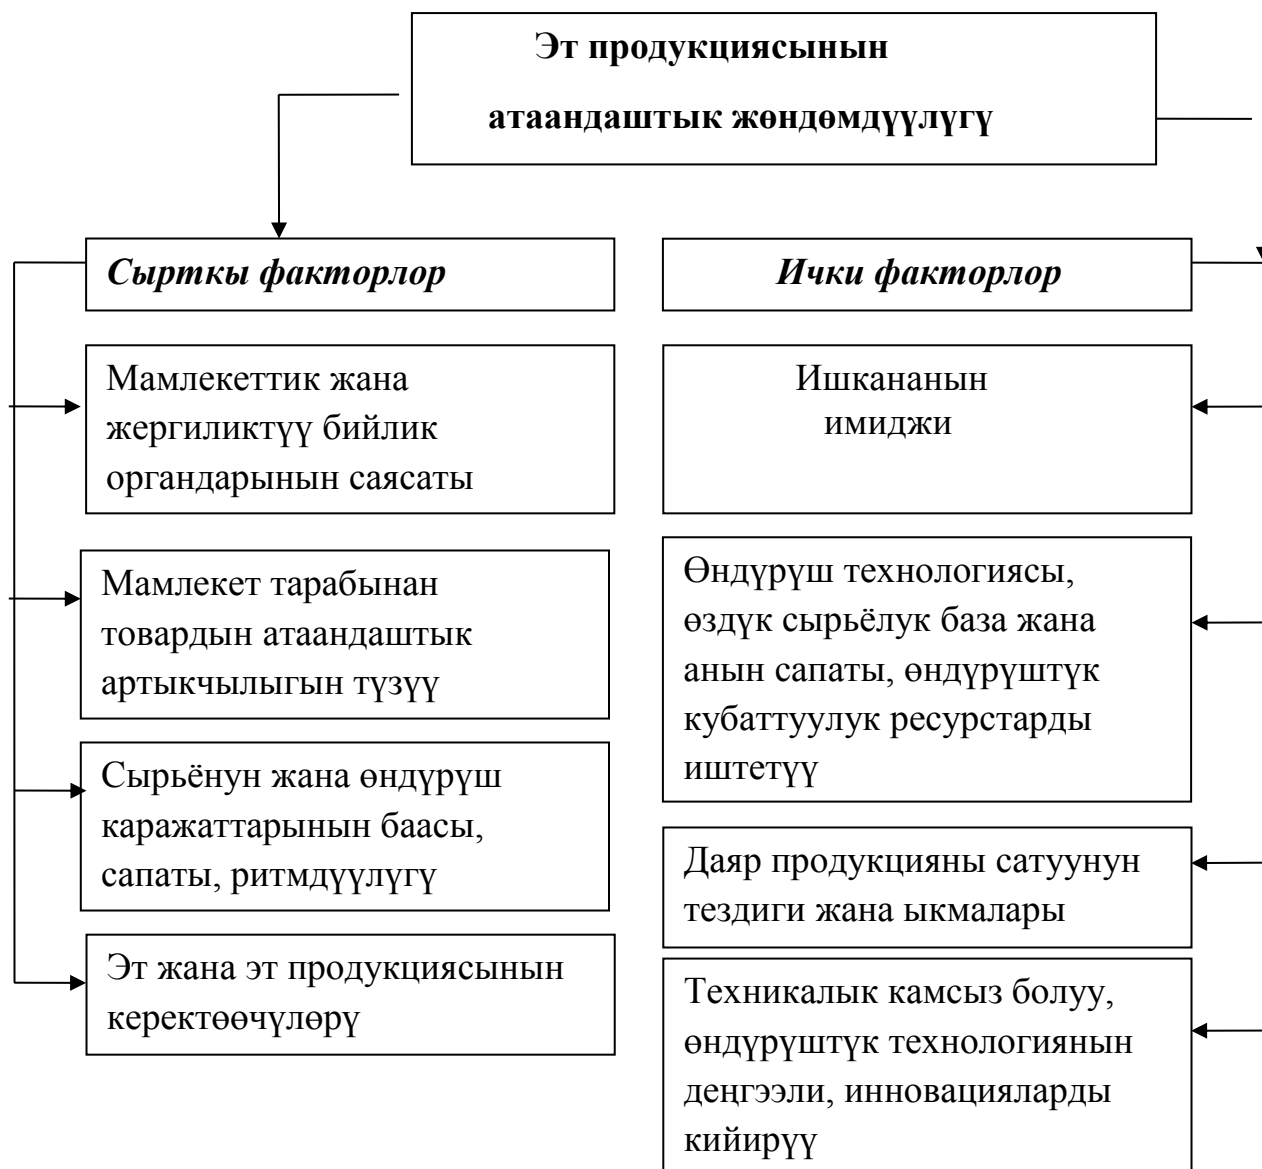 Эт продукциясынын
атаандаштык жөндөмдүүлүгү
Сырткы факторлор
Мамлекеттик жана
жергиликтүү бийлик
органдарынын саясаты
Мамлекет тарабынан
товардын атаандаштык
артыкчылыгын түзүү
Сырьёнун жана өндүрүш
каражаттарынын баасы,
сапаты, ритмдүүлүгү
Эт жана эт продукциясынын
керектөөчүлөрү
Ички факторлор
Ишкананын
имиджи
Өндүрүш технологиясы,
өздүк сырьёлук база жана
анын сапаты, өндүрүштүк
кубаттуулук ресурстарды
иштетүү
Даяр продукцияны сатуунун
тездиги жана ыкмалары
Техникалык камсыз болуу,
өндүрүштүк технологиянын
деңгээли, инновацияларды
кийирүү